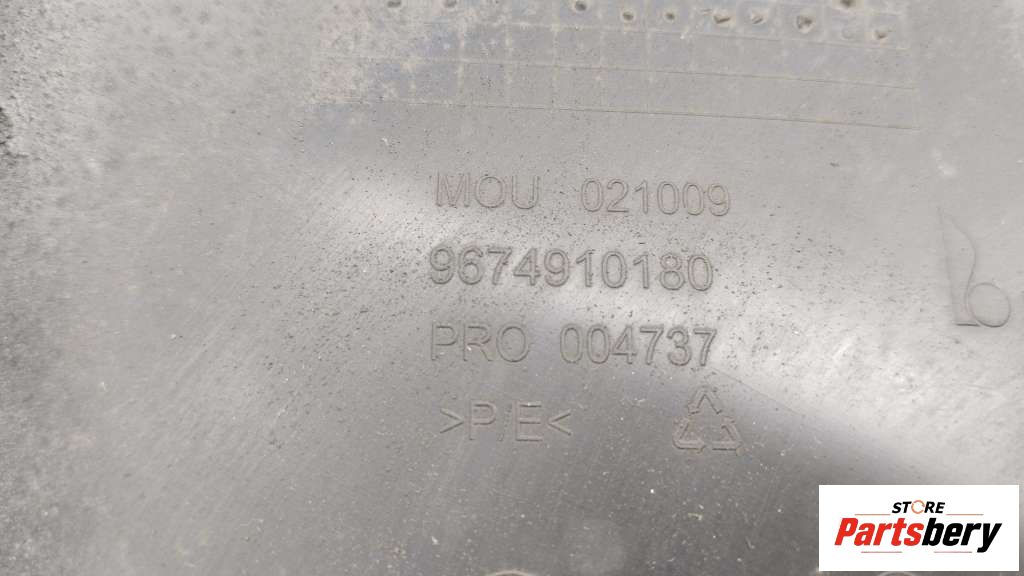 MOU 021009
9674910180
PRO 004737
>P/E<
STORE
Partsbery